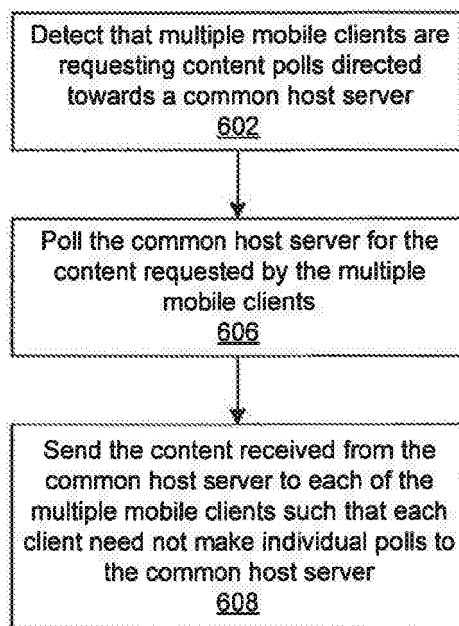 Detect that multiple mobile clients are
requesting content polls directed
towards a common host server
602
Poll the common host server for the
content requested by the multiple
mobile clients
606
Send the content received from the
common host server to each of the
multiple mobile clients such that each
client need not make individual polls to
the common host server
608